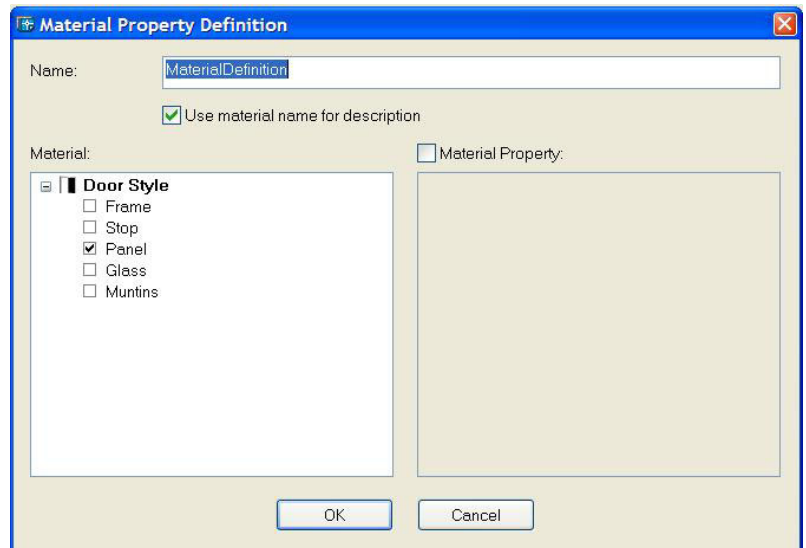 Material Property Definition
Name:
MaterialDefinition
Use material name for description
Material:
Material Property:
Door Style
Frame
Stop
Panel
Glass
Muntins
OK
Cancel